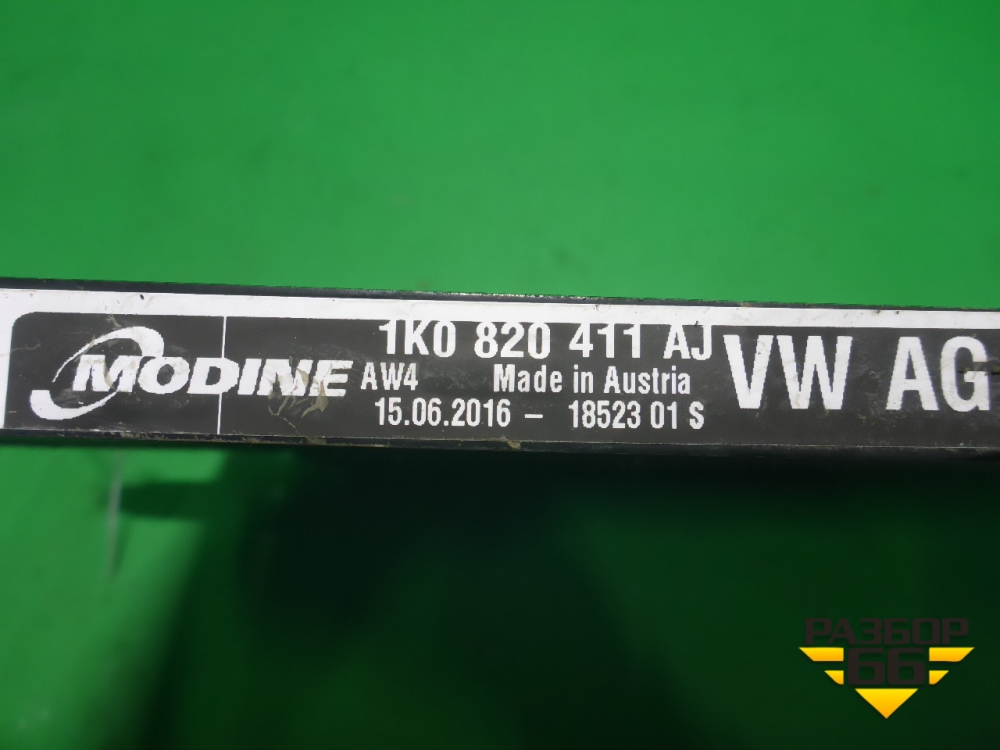 1K0 820 411 AJ
VW AG
MODINE
AW4 Made in Austria
15.06.2016 – 18523 01 S
РАЗБОР
66